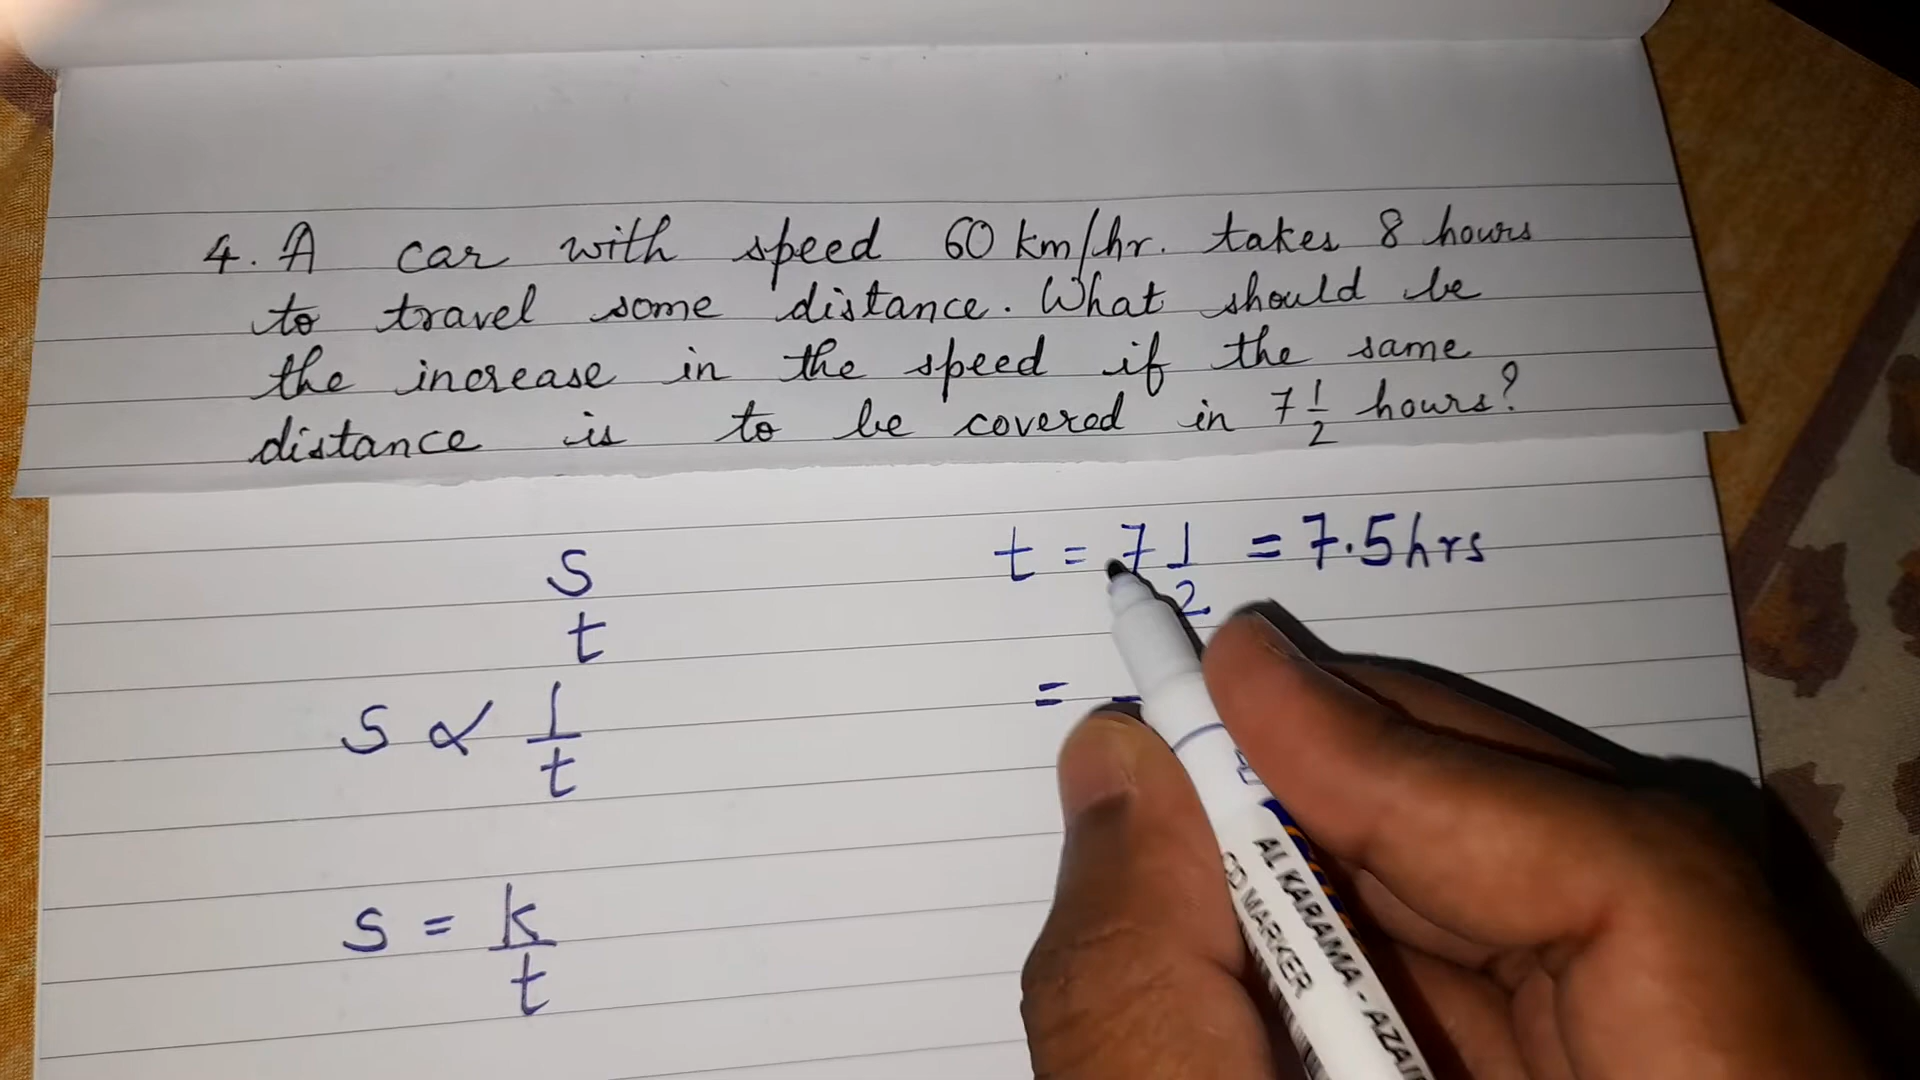 4. A car with speed 60 km/hr. takes 8 hours
to travel some distance. What should be
the increase in the speed if the same
distance is to be covered in 7 1/2 hours?
s
t
s ∝ 1/t
s = k/t
t = 7 1/2 = 7.5 hrs
=
AL KARAMA - AZAI
CD MARKER